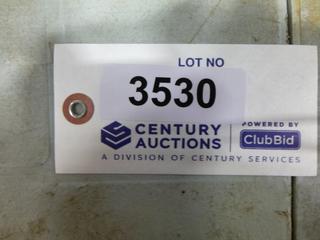 LOT NO
3530
CENTURY
AUCTIONS
POWERED BY
ClubBid
A DIVISION OF CENTURY SERVICES